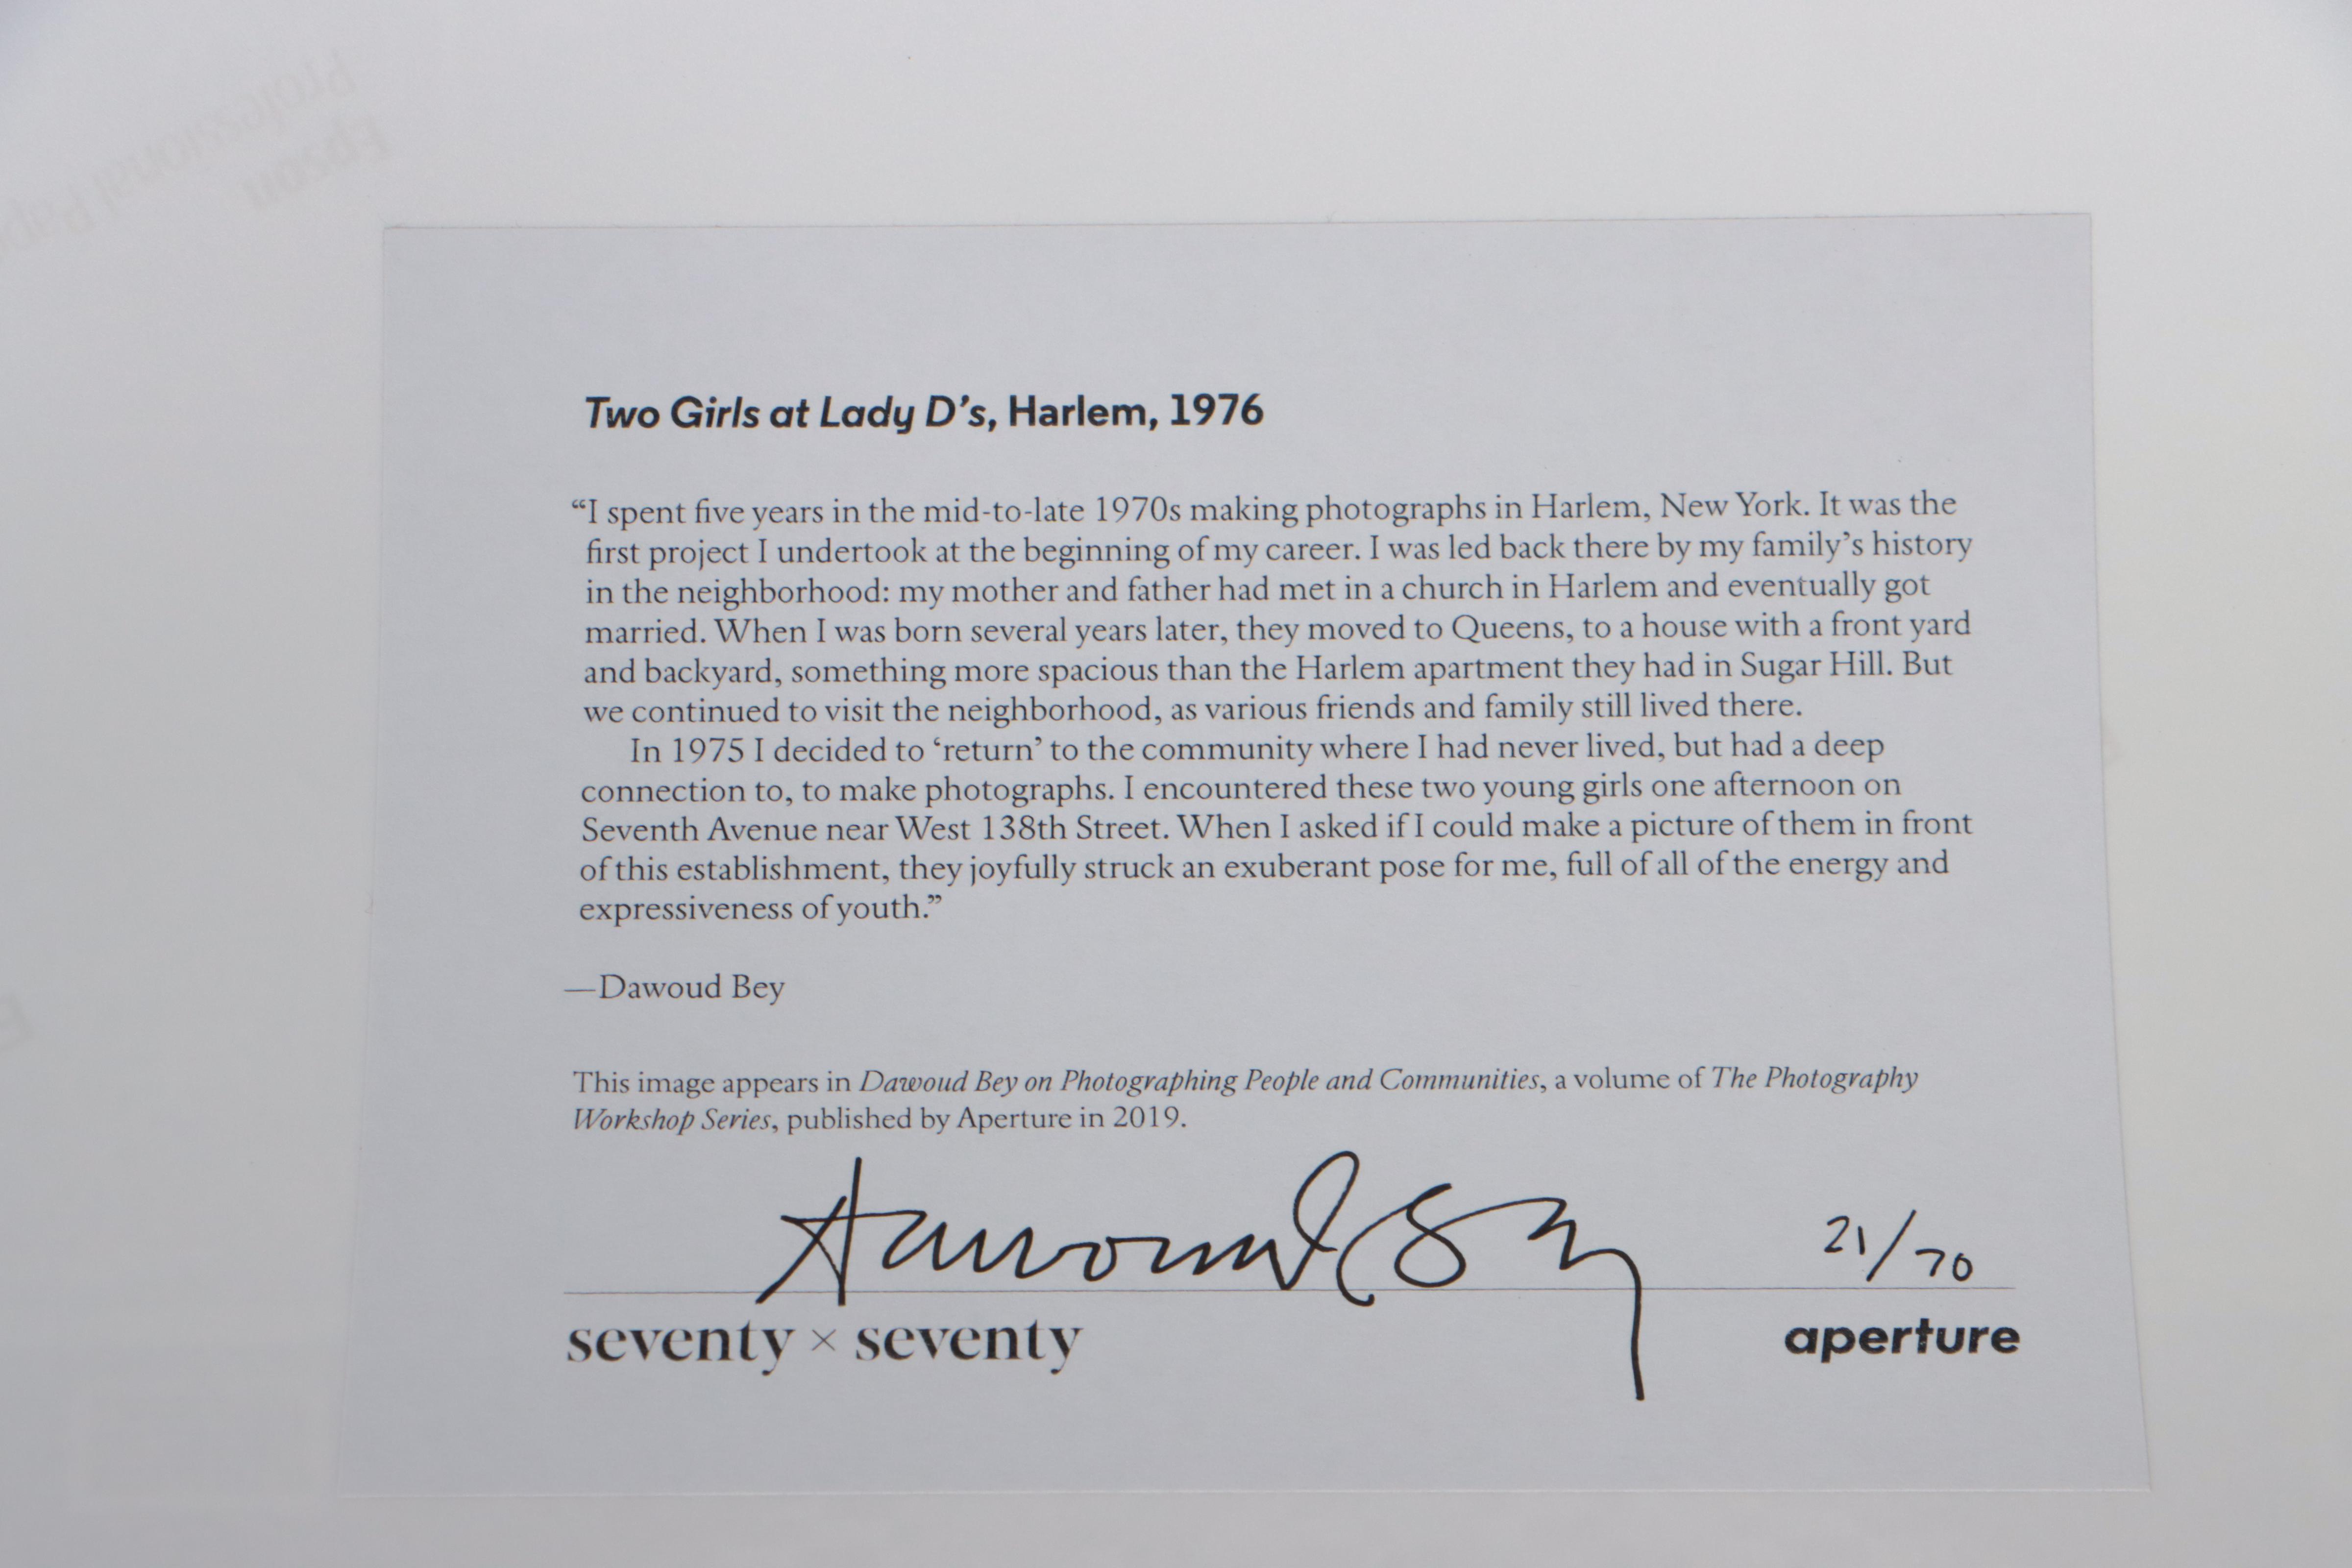 Professional Pap
Epson
Two Girls at Lady D’s, Harlem, 1976
“I spent five years in the mid-to-late 1970s making photographs in Harlem, New York. It was the
first project I undertook at the beginning of my career. I was led back there by my family’s history
in the neighborhood: my mother and father had met in a church in Harlem and eventually got
married. When I was born several years later, they moved to Queens, to a house with a front yard
and backyard, something more spacious than the Harlem apartment they had in Sugar Hill. But
we continued to visit the neighborhood, as various friends and family still lived there.
In 1975 I decided to ‘return’ to the community where I had never lived, but had a deep
connection to, to make photographs. I encountered these two young girls one afternoon on
Seventh Avenue near West 138th Street. When I asked if I could make a picture of them in front
of this establishment, they joyfully struck an exuberant pose for me, full of all of the energy and
expressiveness of youth.”
—Dawoud Bey
This image appears in Dawoud Bey on Photographing People and Communities, a volume of The Photography
Workshop Series, published by Aperture in 2019.
Dawoud Bey 21/70
seventy × seventy aperture